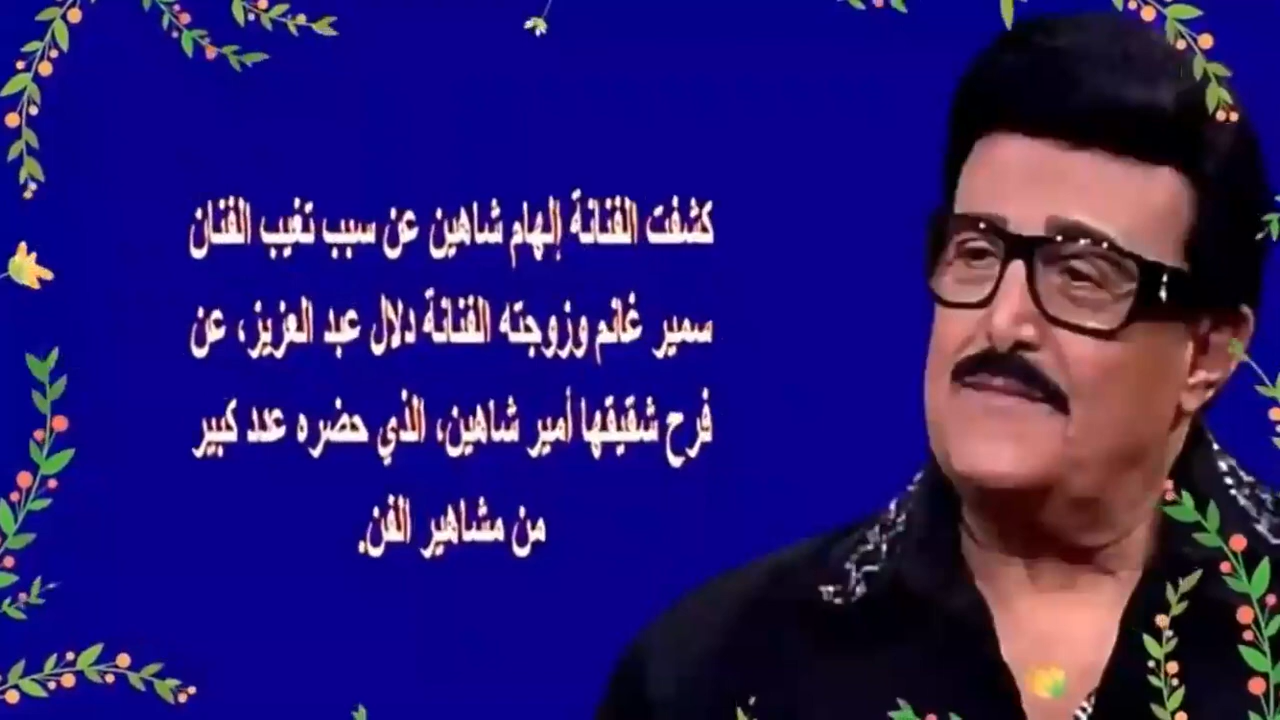 كشفت الفنانة إلهام شاهين عن سبب تغيب الفنان
سمير غانم وزوجته الفنانة دلال عبد العزيز، عن
فرح شقيقها أمير شاهين، الذي حضره عدد كبير
من مشاهير الفن.